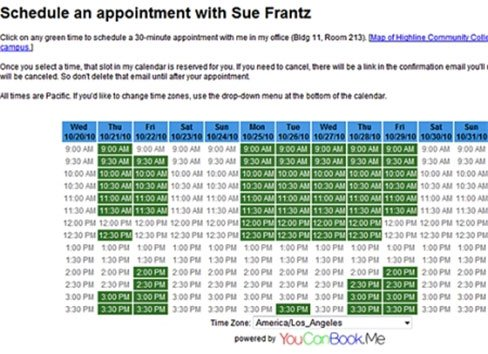 Schedule an appointment with Sue Frantz
Click on any green time to schedule a 30-minute appointment with me in my office (Bldg 11, Room 213). [Map of Highline Community
campus.]
Once you select a time, that slot in my calendar is reserved for you. If you need to cancel, there will be a link in the confirmation email you'll
will be canceled. So don't delete that email until after your appointment.
All times are Pacific. If you'd like to change time zones, use the drop-down menu at the bottom of the calendar.
Wed Thu Fri Sat Sun Mon Tue Wed Thu Fri Sat Sun
10/20/10 10/21/10 10/22/10 10/23/10 10/24/10 10/25/10 10/26/10 10/27/10 10/28/10 10/29/10 10/30/10 10/31/10
9:00 AM 9:00 AM 9:00 AM 9:00 AM 9:00 AM 9:00 AM 9:00 AM 9:00 AM 9:00 AM 9:00 AM 9:00 AM 9:00 AM
9:30 AM 9:30 AM 9:30 AM 9:30 AM 9:30 AM 9:30 AM 9:30 AM 9:30 AM 9:30 AM 9:30 AM 9:30 AM 9:30 AM
10:00 AM 10:00 AM 10:00 AM 10:00 AM 10:00 AM 10:00 AM 10:00 AM 10:00 AM 10:00 AM 10:00 AM 10:00 AM 10:00 AM
10:30 AM 10:30 AM 10:30 AM 10:30 AM 10:30 AM 10:30 AM 10:30 AM 10:30 AM 10:30 AM 10:30 AM 10:30 AM 10:30 AM
11:00 AM 11:00 AM 11:00 AM 11:00 AM 11:00 AM 11:00 AM 11:00 AM 11:00 AM 11:00 AM 11:00 AM 11:00 AM 11:00 AM
11:30 AM 11:30 AM 11:30 AM 11:30 AM 11:30 AM 11:30 AM 11:30 AM 11:30 AM 11:30 AM 11:30 AM 11:30 AM 11:30 AM
12:00 PM 12:00 PM 12:00 PM 12:00 PM 12:00 PM 12:00 PM 12:00 PM 12:00 PM 12:00 PM 12:00 PM 12:00 PM 12:00 PM
12:30 PM 12:30 PM 12:30 PM 12:30 PM 12:30 PM 12:30 PM 12:30 PM 12:30 PM 12:30 PM 12:30 PM 12:30 PM 12:30 PM
1:00 PM 1:00 PM 1:00 PM 1:00 PM 1:00 PM 1:00 PM 1:00 PM 1:00 PM 1:00 PM 1:00 PM 1:00 PM 1:00 PM
1:30 PM 1:30 PM 1:30 PM 1:30 PM 1:30 PM 1:30 PM 1:30 PM 1:30 PM 1:30 PM 1:30 PM 1:30 PM 1:30 PM
2:00 PM 2:00 PM 2:00 PM 2:00 PM 2:00 PM 2:00 PM 2:00 PM 2:00 PM 2:00 PM 2:00 PM 2:00 PM 2:00 PM
2:30 PM 2:30 PM 2:30 PM 2:30 PM 2:30 PM 2:30 PM 2:30 PM 2:30 PM 2:30 PM 2:30 PM 2:30 PM 2:30 PM
3:00 PM 3:00 PM 3:00 PM 3:00 PM 3:00 PM 3:00 PM 3:00 PM 3:00 PM 3:00 PM 3:00 PM 3:00 PM 3:00 PM
3:30 PM 3:30 PM 3:30 PM 3:30 PM 3:30 PM 3:30 PM 3:30 PM 3:30 PM 3:30 PM 3:30 PM 3:30 PM 3:30 PM
Time Zone: America/Los_Angeles
powered by YouCanBook.Me